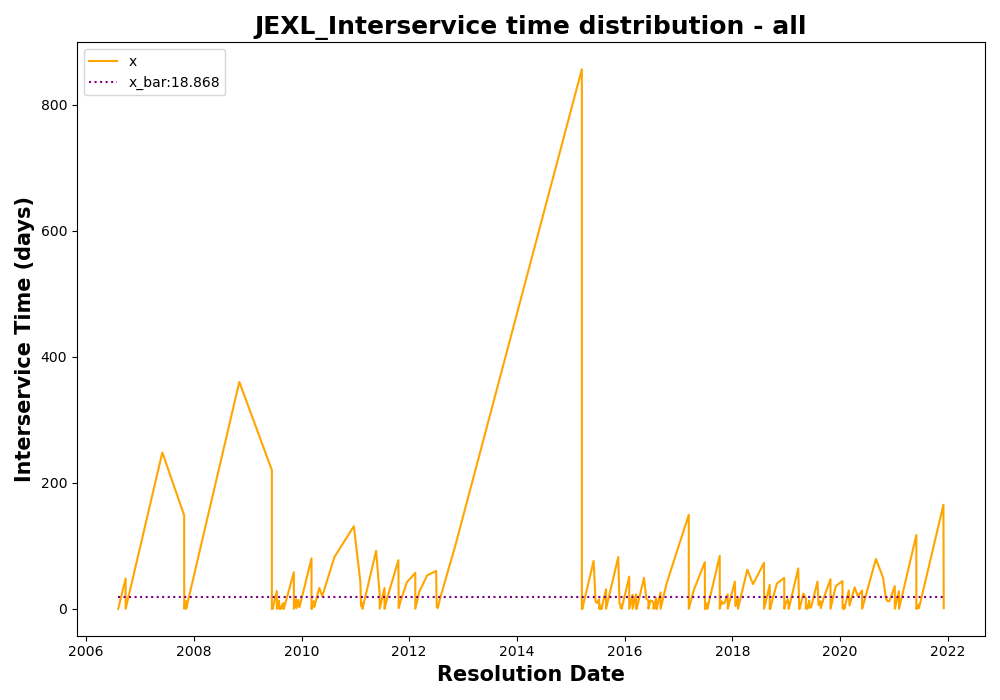 JEXL_Interservice time distribution - all
x
x_bar:18.868
Interservice Time (days)
800
600
400
200
0
2006 2008 2010 2012 2014 2016 2018 2020 2022
Resolution Date